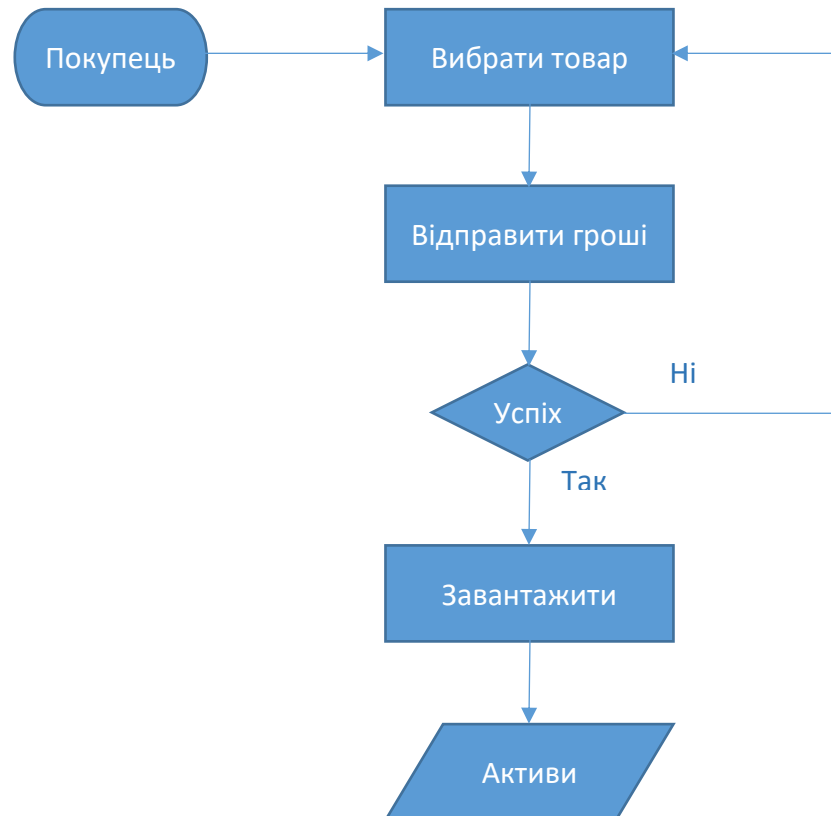 Покупець
Вибрати товар
Відправити гроші
Успіх
Ні
Так
Завантажити
Активи